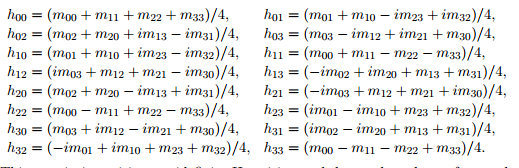 h00 = (m00 + m11 + m22 + m33)/4, h01 = (m01 + m10 − im23 + im32)/4,
h02 = (m02 + m20 + im13 − im31)/4, h03 = (m03 − im12 + im21 + m30)/4,
h10 = (m01 + m10 + im23 − im32)/4, h11 = (m00 + m11 − m22 − m33)/4,
h12 = (im03 + m12 + m21 − im30)/4, h13 = (−im02 + im20 + m13 + m31)/4,
h20 = (m02 + m20 − im13 + im31)/4, h21 = (−im03 + m12 + m21 + im30)/4,
h22 = (m00 − m11 + m22 − m33)/4, h23 = (im01 − im10 + m23 + m32)/4,
h30 = (m03 + im12 − im21 + m30)/4, h31 = (im02 − im20 + m13 + m31)/4,
h32 = (−im01 + im10 + m23 + m32)/4, h33 = (m00 − m11 − m22 + m33)/4.